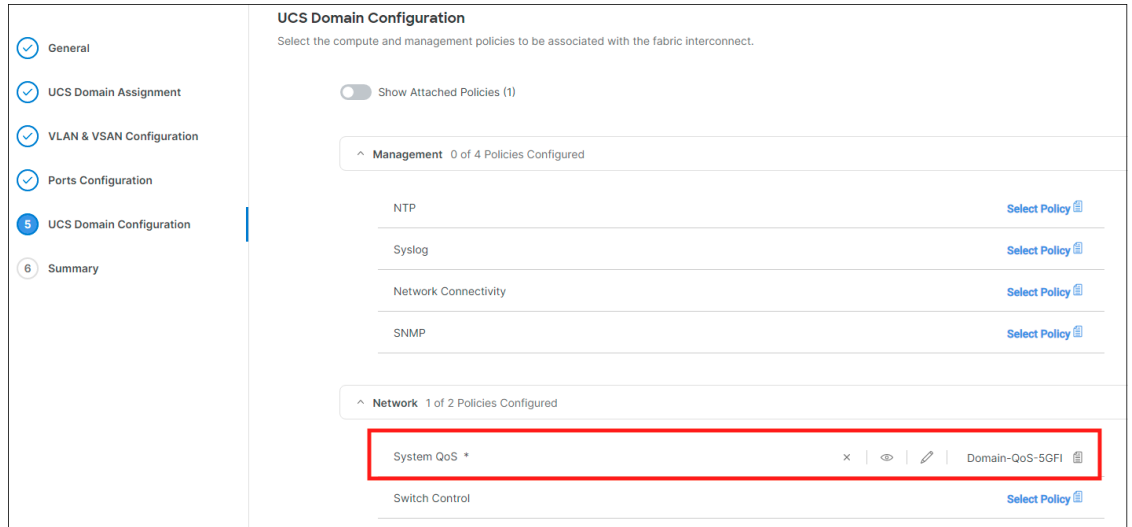 UCS Domain Configuration
Select the compute and management policies to be associated with the fabric interconnect.
General
UCS Domain Assignment
VLAN & VSAN Configuration
Ports Configuration
5 UCS Domain Configuration
6 Summary
Show Attached Policies (1)
Management 0 of 4 Policies Configured
NTP Select Policy
Syslog Select Policy
Network Connectivity Select Policy
SNMP Select Policy
Network 1 of 2 Policies Configured
System QoS * Domain-QoS-5GFI
Switch Control Select Policy